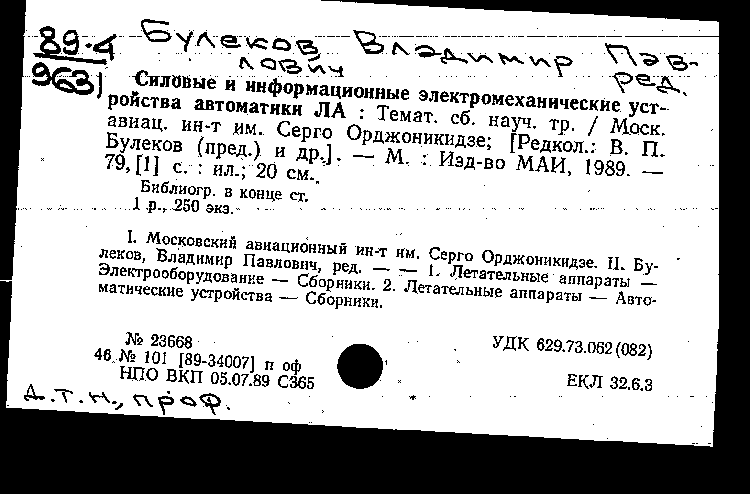 89-4
9631
Булеков Владимир Пав-
лович ред.
Силовые и информационные электромеханические уст-
ройства автоматики ЛА : Темат. сб. науч. тр. / Моск.
авиац. ин-т им. Серго Орджоникидзе; [Редкол.: В. П.
Булеков (пред.) и др.]. — М. : Изд-во МАИ, 1989. —
79, [1] с. : ил.; 20 см.
Библиогр. в конце ст.
1 р., 250 экз.
I. Московский авиационный ин-т им. Серго Орджоникидзе. II. Бу-
леков, Владимир Павлович, ред. — — 1. Летательные аппараты —
Электрооборудование — Сборники. 2. Летательные аппараты — Авто-
матические устройства — Сборники.
№ 23668
УДК 629.73.062(082)
46 № 101 [89-34007] п оф
НПО ВКП 05.07.89 С365
ЕКЛ 32.6.3
Д.т.н., проф.